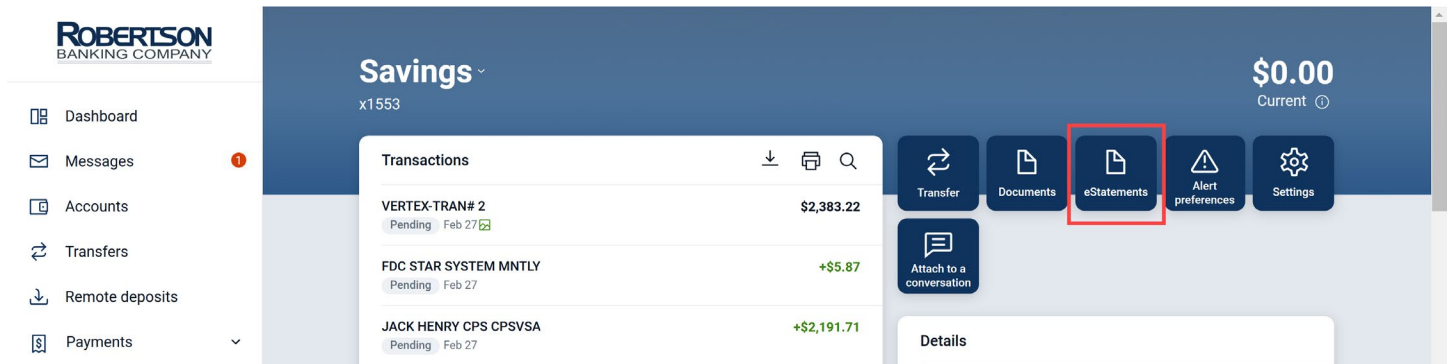 ROBERTSON
BANKING COMPANY
Dashboard
Messages
1
Accounts
Transfers
Remote deposits
Payments
Savings
x1553
$0.00
Current
Transactions
VERTEX-TRAN# 2
$2,383.22
Pending Feb 27
FDC STAR SYSTEM MNTLY
+$5.87
Pending Feb 27
JACK HENRY CPS CPSVSA
+$2,191.71
Pending Feb 27
Transfer
Documents
eStatements
Alert
preferences
Settings
Attach to a
conversation
Details